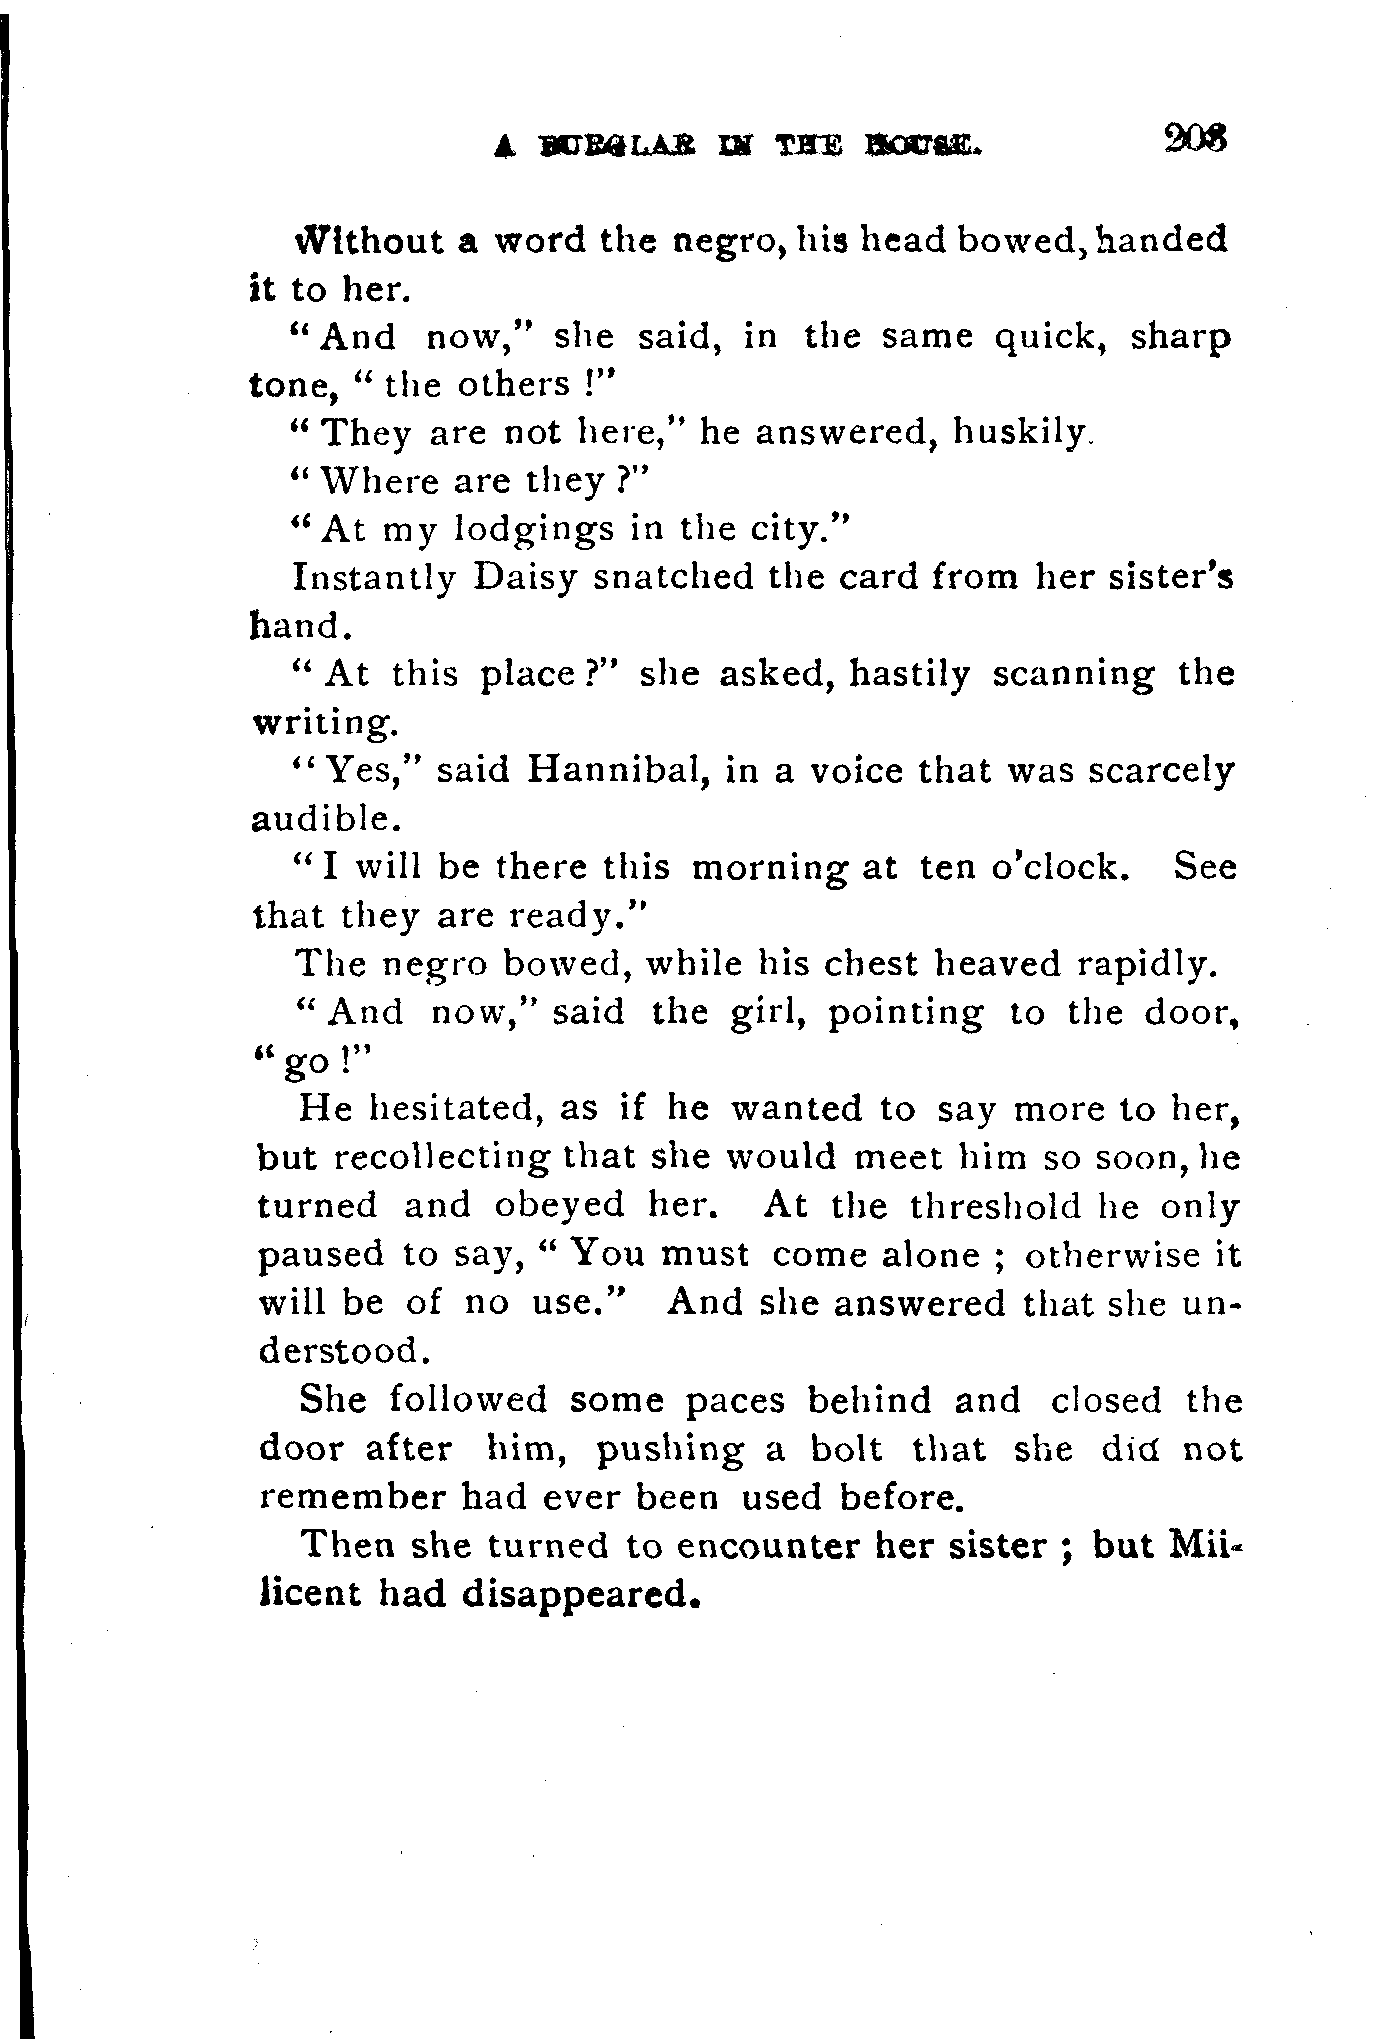 A BURGLAR IN THE HOUSE. 203
Without a word the negro, his head bowed, handed
it to her.
“ And now,” she said, in the same quick, sharp
tone, “ the others !”
“ They are not here,” he answered, huskily.
“ Where are they ?”
“ At my lodgings in the city.”
Instantly Daisy snatched the card from her sister’s
hand.
“ At this place ?” she asked, hastily scanning the
writing.
“ Yes,” said Hannibal, in a voice that was scarcely
audible.
“ I will be there this morning at ten o’clock. See
that they are ready.”
The negro bowed, while his chest heaved rapidly.
“ And now,” said the girl, pointing to the door,
“ go !”
He hesitated, as if he wanted to say more to her,
but recollecting that she would meet him so soon, he
turned and obeyed her. At the threshold he only
paused to say, “ You must come alone ; otherwise it
will be of no use.” And she answered that she un-
derstood.
She followed some paces behind and closed the
door after him, pushing a bolt that she did not
remember had ever been used before.
Then she turned to encounter her sister ; but Mil-
licent had disappeared.